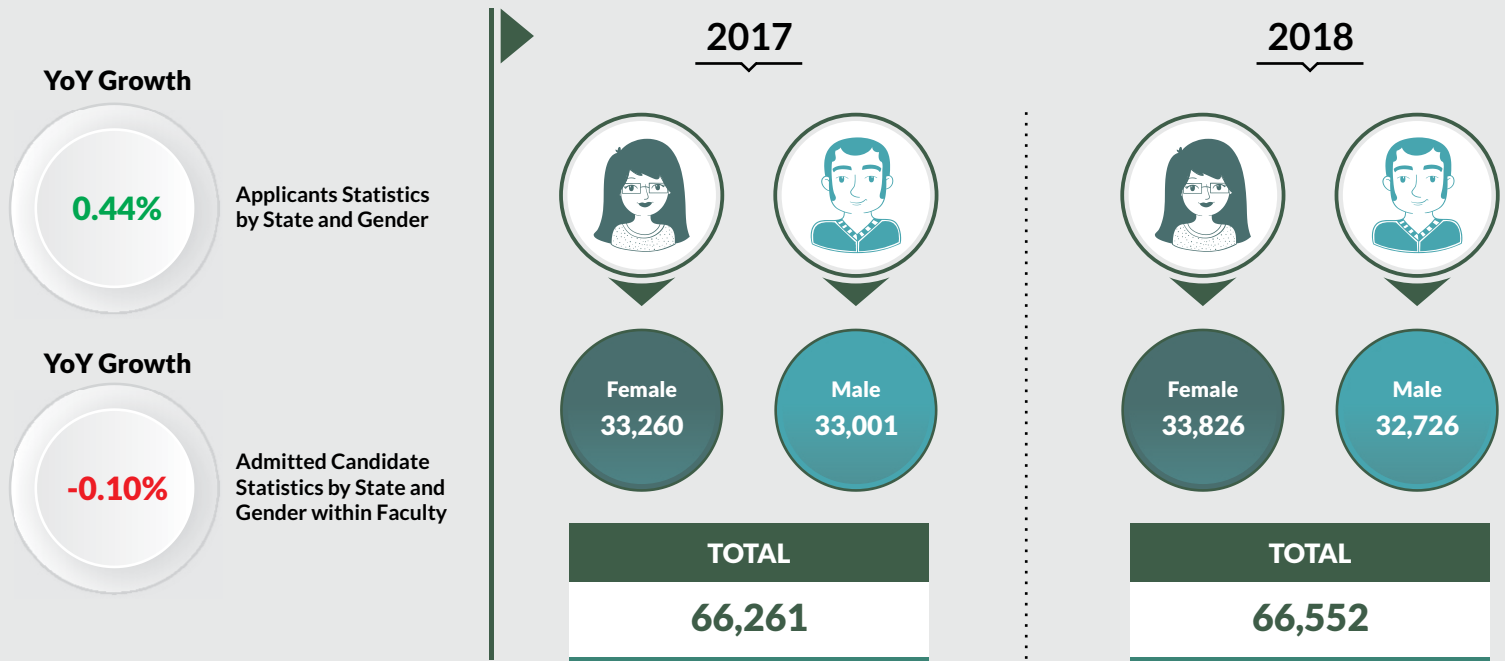 YoY Growth
0.44%
Applicants Statistics
by State and Gender
YoY Growth
-0.10%
Admitted Candidate
Statistics by State and
Gender within Faculty
2017
Female
33,260
Male
33,001
TOTAL
66,261
2018
Female
33,826
Male
32,726
TOTAL
66,552